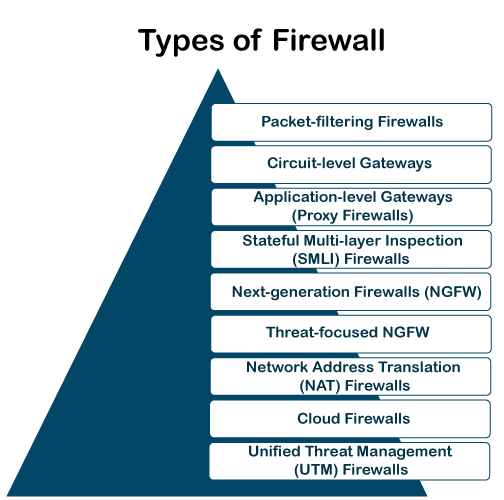 Types of Firewall
Packet-filtering Firewalls
Circuit-level Gateways
Application-level Gateways
(Proxy Firewalls)
Stateful Multi-layer Inspection
(SMLI) Firewalls
Next-generation Firewalls (NGFW)
Threat-focused NGFW
Network Address Translation
(NAT) Firewalls
Cloud Firewalls
Unified Threat Management
(UTM) Firewalls